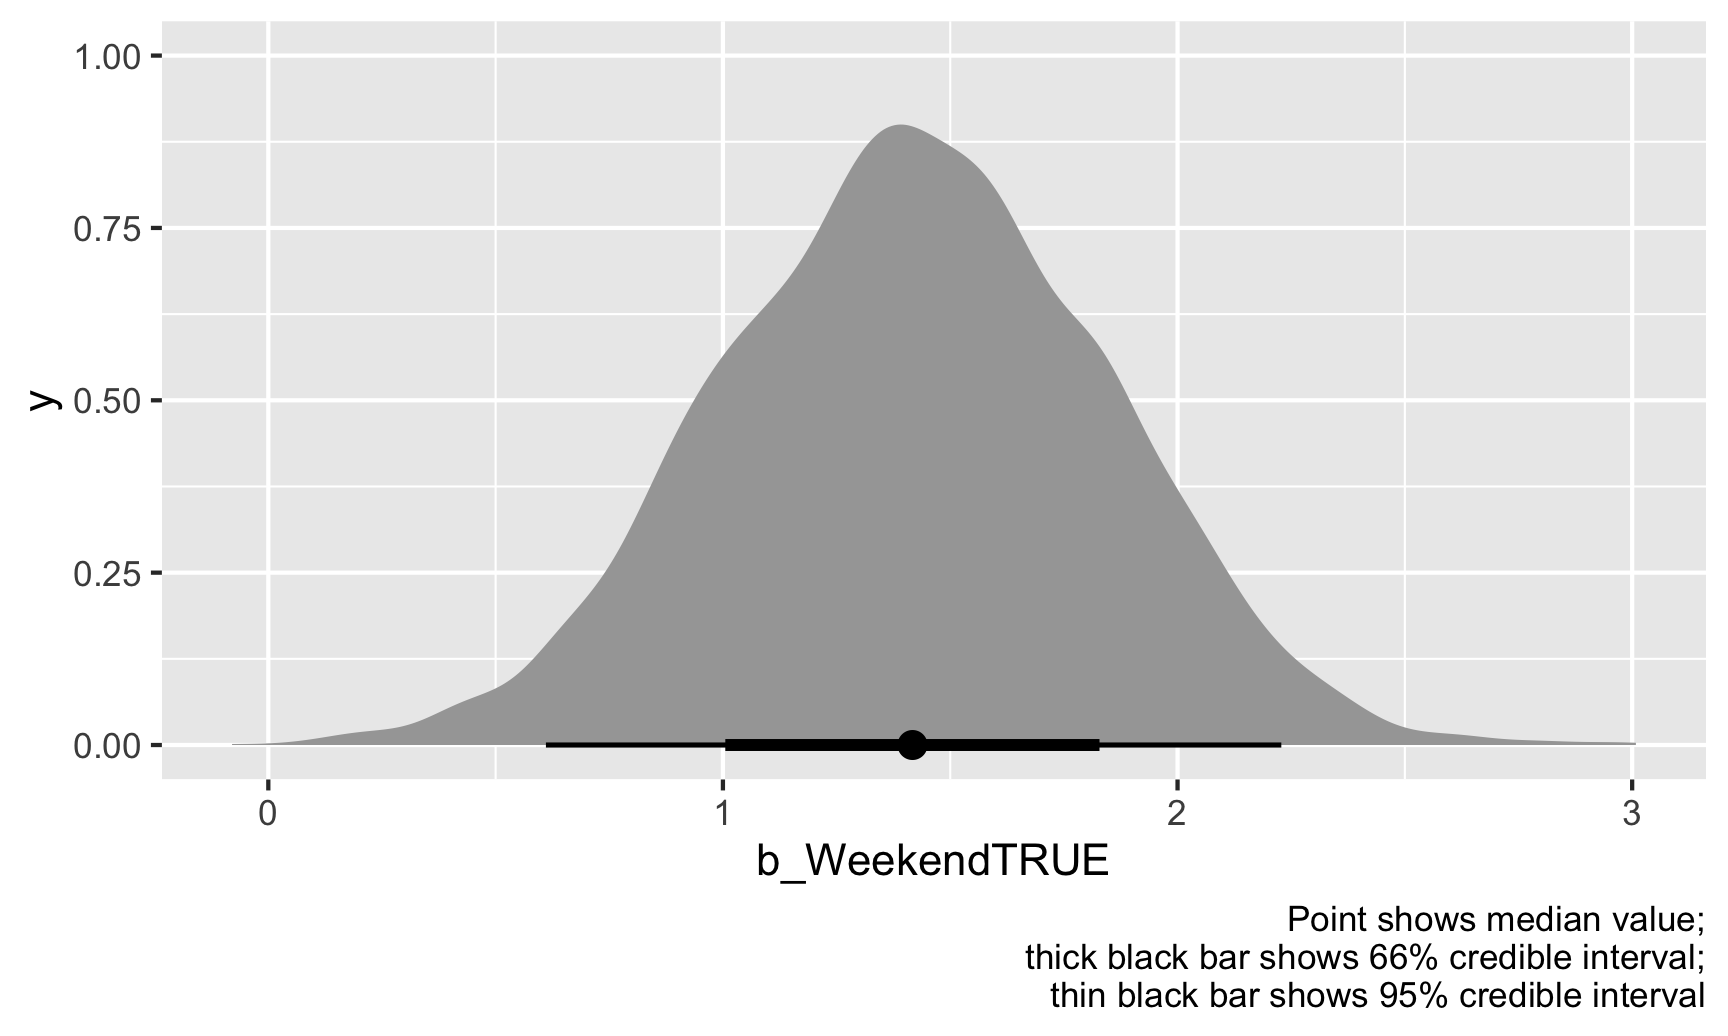 1.00
0.75
y
0.50
0.25
0.00
0 1 2 3
b_WeekendTRUE
Point shows median value;
thick black bar shows 66% credible interval;
thin black bar shows 95% credible interval